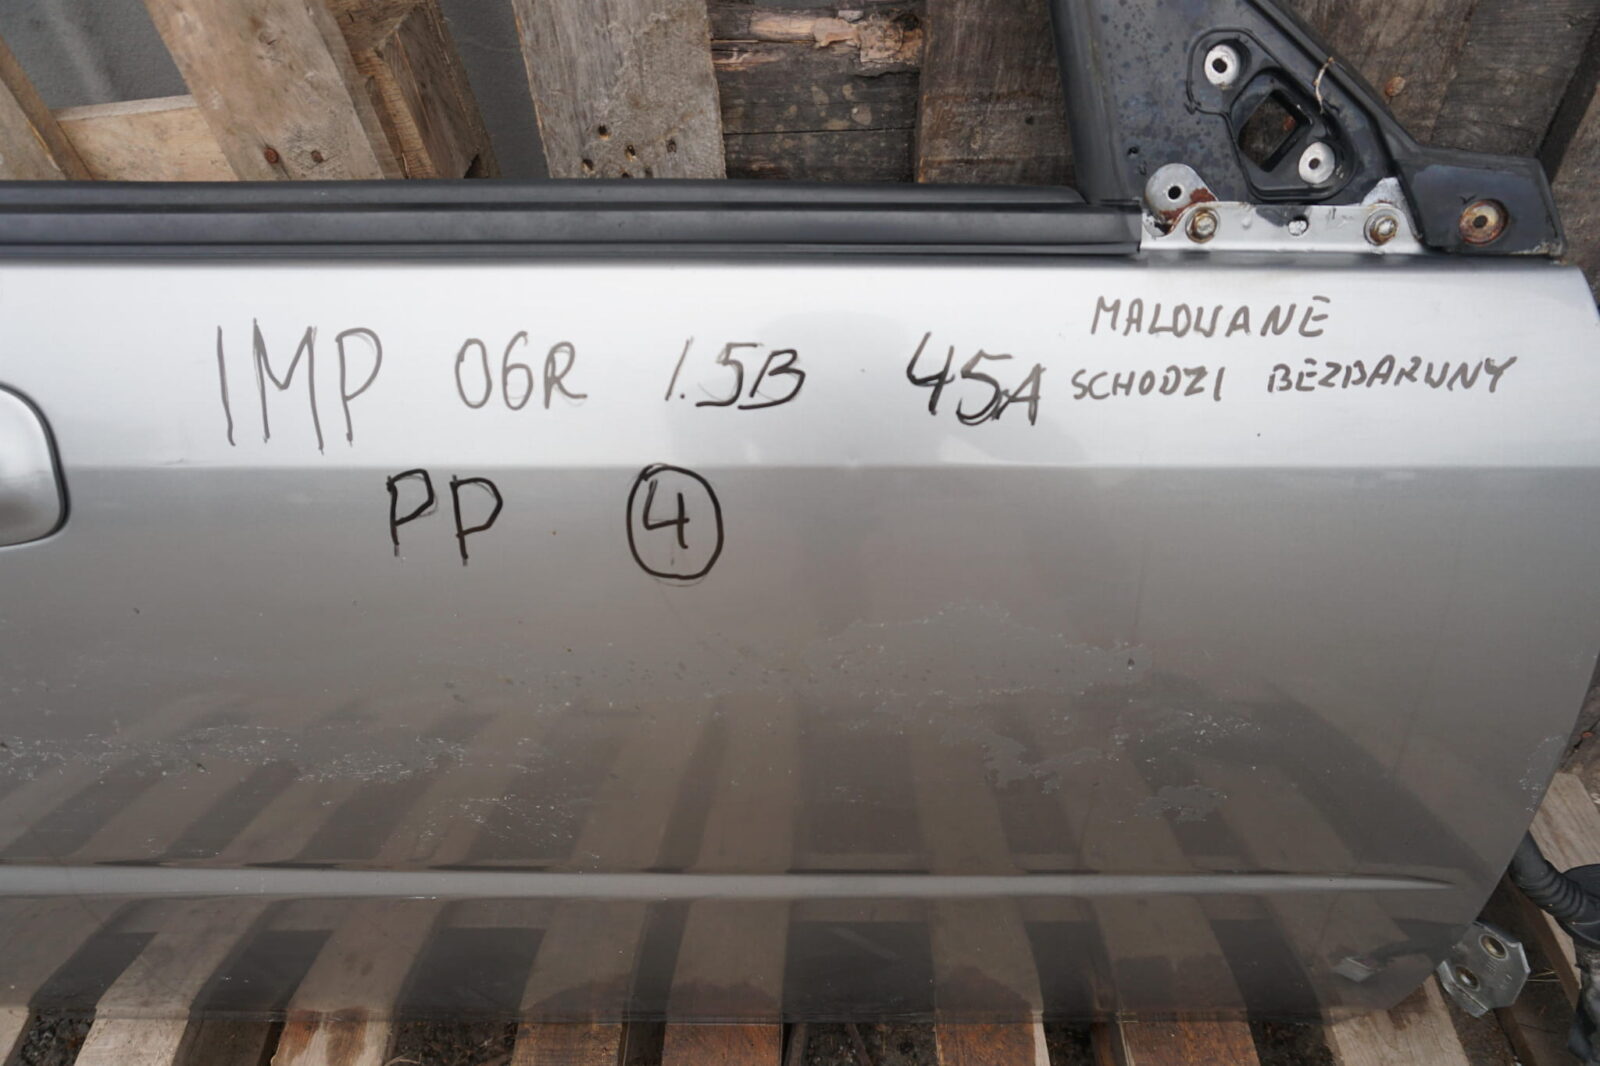 IMP 06R 1.5B 45A
MALOWANE
SCHODZI BEZBARWNY
PP 4